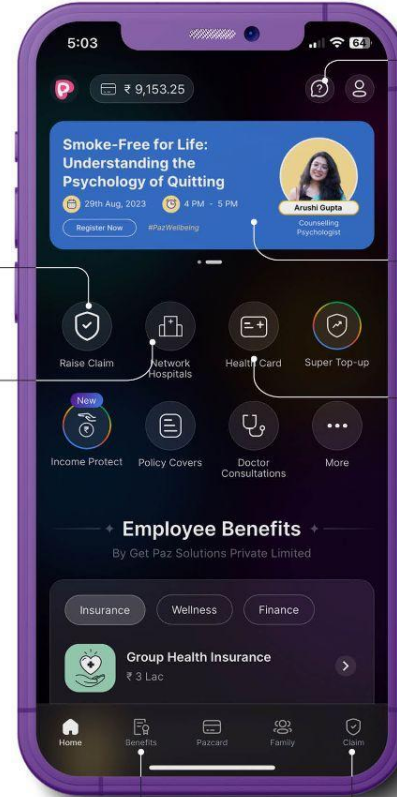 5:03
64
P
₹ 9,153.25
?
Smoke-Free for Life:
Understanding the
Psychology of Quitting
29th Aug, 2023
4 PM - 5 PM
Register Now
#PazWellbeing
Arushi Gupta
Counselling
Psychologist
Raise Claim
Network
Hospitals
Health Card
Super Top-up
New
₹
Income Protect
Policy Covers
Doctor
Consultations
More
Employee Benefits
By Get Paz Solutions Private Limited
Insurance
Wellness
Finance
Group Health Insurance
₹ 3 Lac
Home
Benefits
Pazcard
Family
Claim